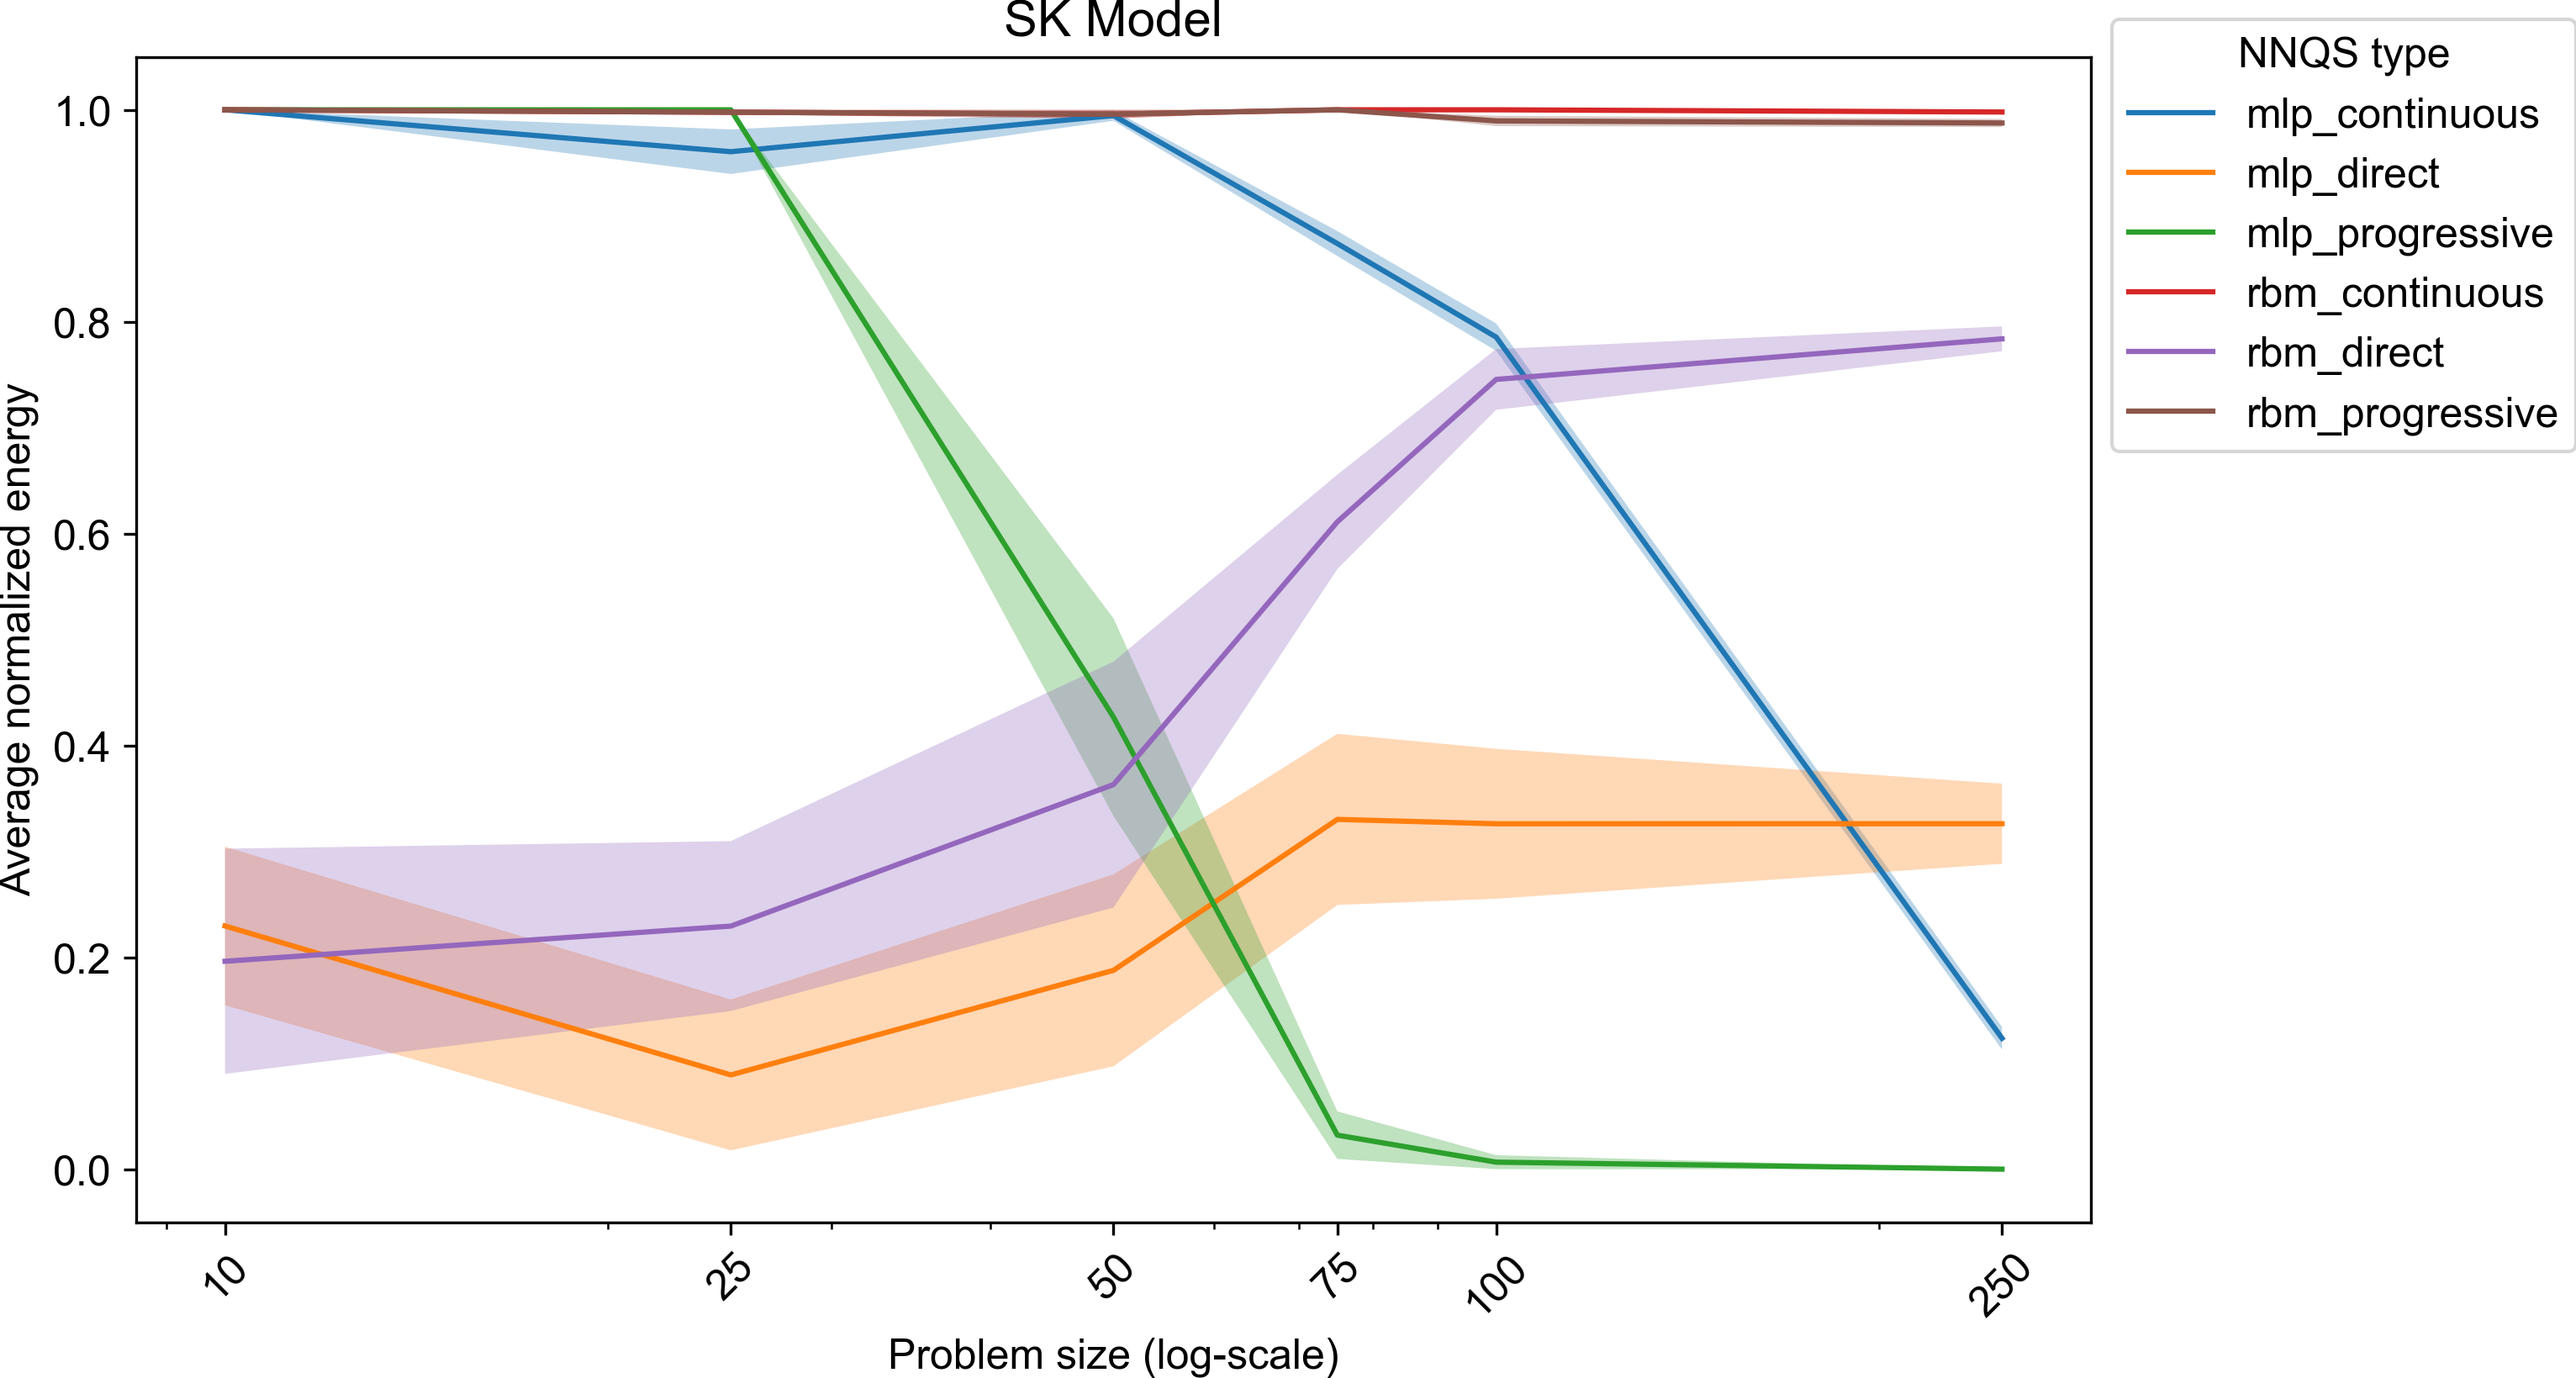 SK Model
Average normalized energy
1.0
0.8
0.6
0.4
0.2
0.0
10
25
50
75
100
250
Problem size (log-scale)
NNQS type
mlp_continuous
mlp_direct
mlp_progressive
rbm_continuous
rbm_direct
rbm_progressive